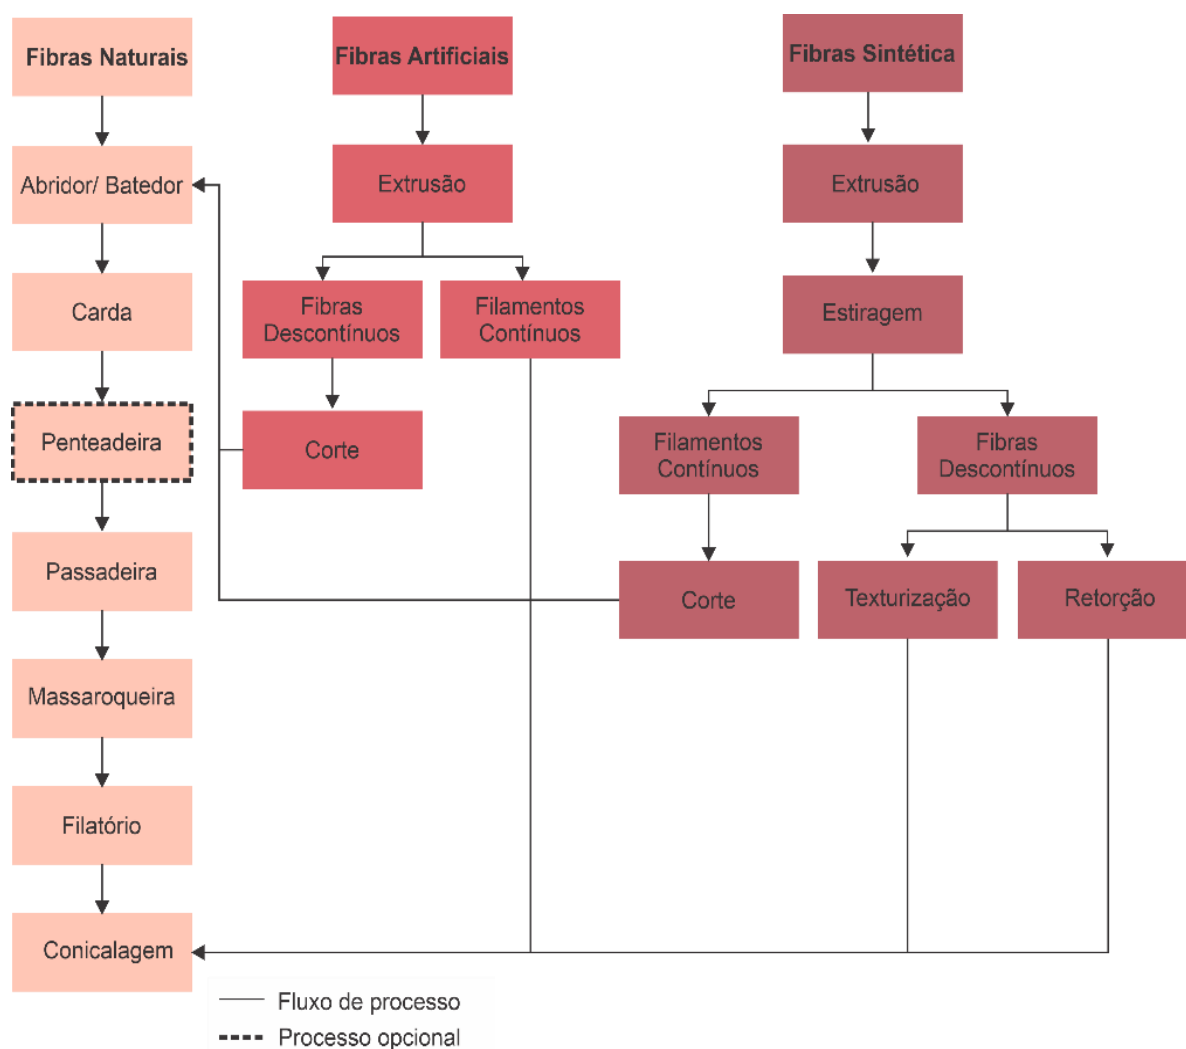 Fibras Naturais
Abridor/ Batedor
Carda
Penteadeira
Passadeira
Massaroqueira
Filatório
Conicalagem
Fibras Artificiais
Extrusão
Fibras
Descontínuos
Filamentos
Contínuos
Corte
Fibras Sintética
Extrusão
Estiragem
Filamentos
Contínuos
Fibras
Descontínuos
Corte
Texturização
Retorção
Fluxo de processo
Processo opcional